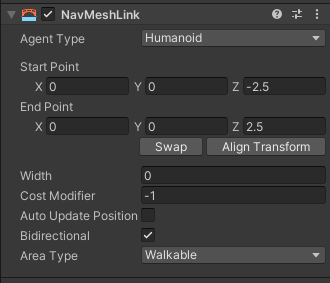 NavMeshLink
Agent Type Humanoid
Start Point
X 0 Y 0 Z -2.5
End Point
X 0 Y 0 Z 2.5
Swap Align Transform
Width 0
Cost Modifier -1
Auto Update Position
Bidirectional
Area Type Walkable